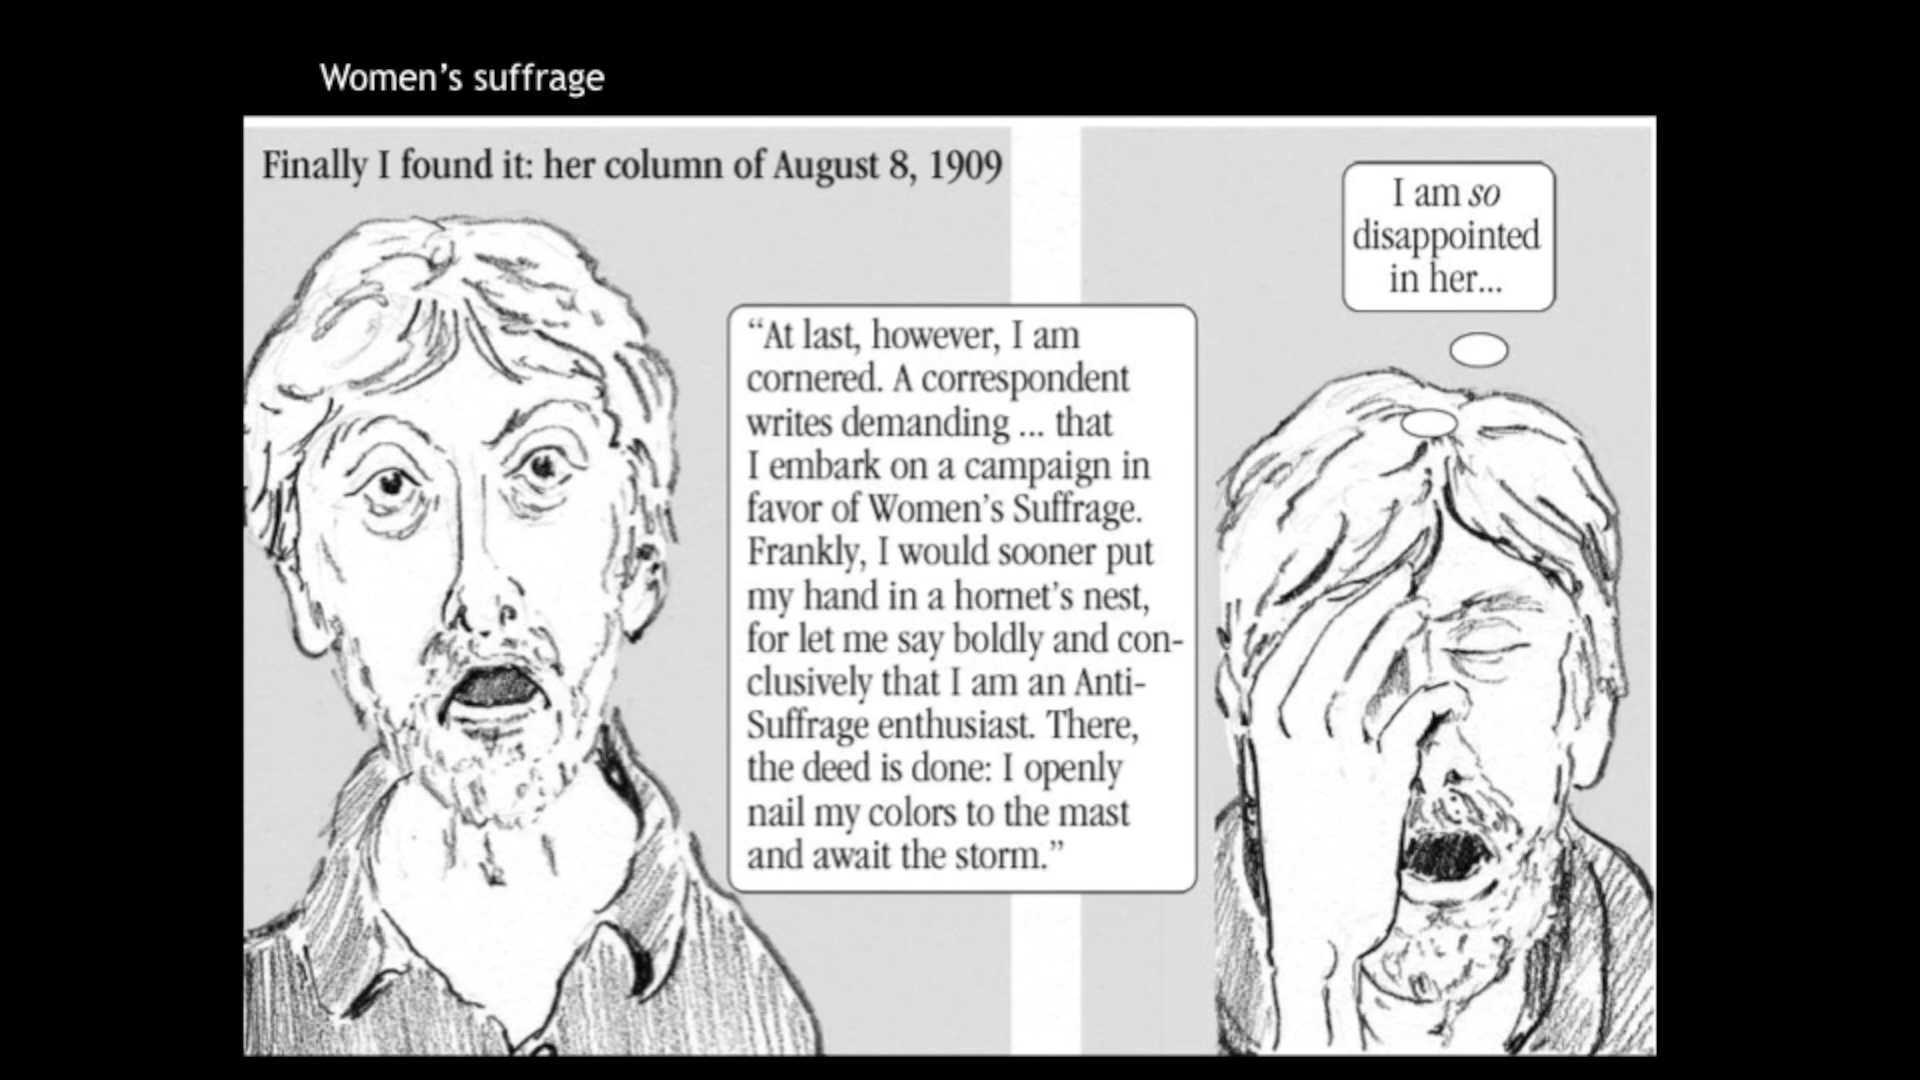 Women’s suffrage
Finally I found it: her column of August 8, 1909
“At last, however, I am
cornered. A correspondent
writes demanding ... that
I embark on a campaign in
favor of Women’s Suffrage.
Frankly, I would sooner put
my hand in a hornet’s nest,
for let me say boldly and con-
clusively that I am an Anti-
Suffrage enthusiast. There,
the deed is done: I openly
nail my colors to the mast
and await the storm.”
I am so
disappointed
in her...